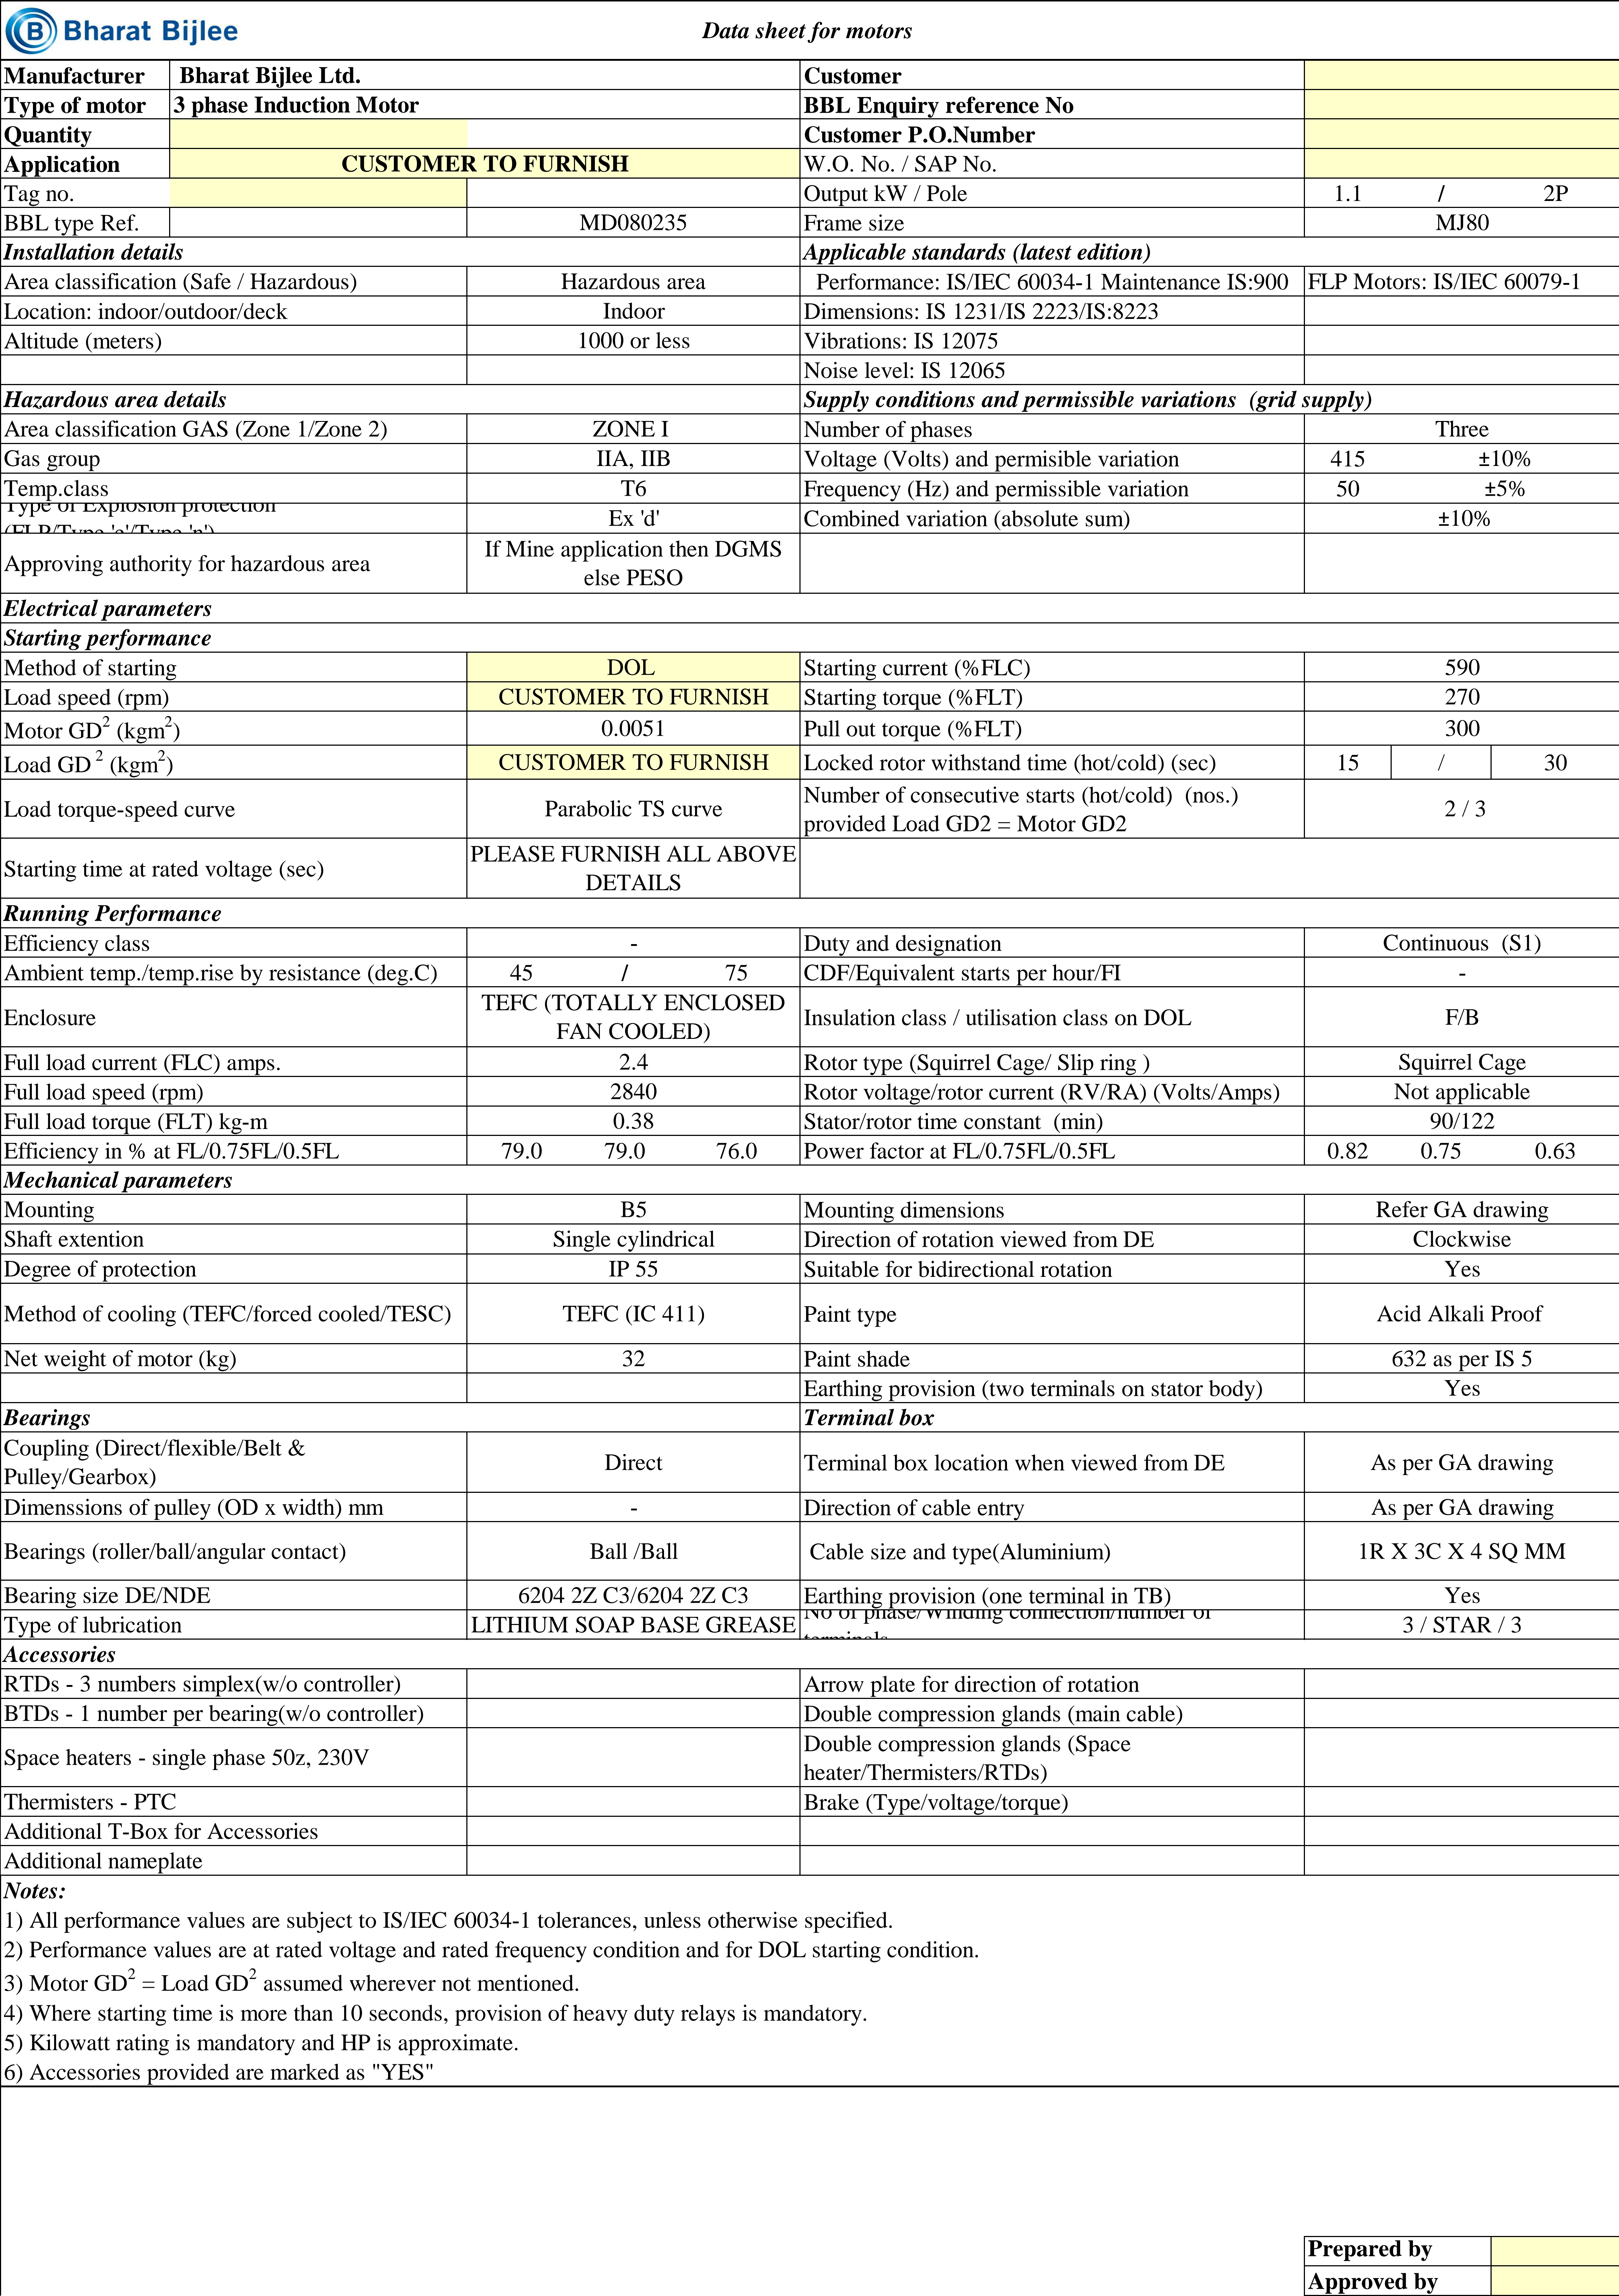 Bharat Bijlee
Data sheet for motors
Manufacturer Bharat Bijlee Ltd. Customer
Type of motor 3 phase Induction Motor BBL Enquiry reference No
Quantity Customer P.O.Number
Application CUSTOMER TO FURNISH W.O. No. / SAP No.
Tag no. Output kW / Pole 1.1 / 2P
BBL type Ref. MD080235 Frame size MJ80
Installation details Applicable standards (latest edition)
Area classification (Safe / Hazardous) Hazardous area Performance: IS/IEC 60034-1 Maintenance IS:900 FLP Motors: IS/IEC 60079-1
Location: indoor/outdoor/deck Indoor Dimensions: IS 1231/IS 2223/IS:8223
Altitude (meters) 1000 or less Vibrations: IS 12075
Noise level: IS 12065
Hazardous area details Supply conditions and permissible variations (grid supply)
Area classification GAS (Zone 1/Zone 2) ZONE I Number of phases Three
Gas group IIA, IIB Voltage (Volts) and permisible variation 415 ±10%
Temp.class T6 Frequency (Hz) and permissible variation 50 ±5%
Type of Explosion protection
(FLP/Type 'e'/Type 'n') Ex 'd' Combined variation (absolute sum) ±10%
Approving authority for hazardous area If Mine application then DGMS
else PESO
Electrical parameters
Starting performance
Method of starting DOL Starting current (%FLC) 590
Load speed (rpm) CUSTOMER TO FURNISH Starting torque (%FLT) 270
Motor GD² (kgm²) 0.0051 Pull out torque (%FLT) 300
Load GD ² (kgm²) CUSTOMER TO FURNISH Locked rotor withstand time (hot/cold) (sec) 15 / 30
Load torque-speed curve Parabolic TS curve Number of consecutive starts (hot/cold) (nos.)
provided Load GD2 = Motor GD2 2 / 3
Starting time at rated voltage (sec) PLEASE FURNISH ALL ABOVE
DETAILS
Running Performance
Efficiency class - Duty and designation Continuous (S1)
Ambient temp./temp.rise by resistance (deg.C) 45 / 75 CDF/Equivalent starts per hour/FI -
Enclosure TEFC (TOTALLY ENCLOSED
FAN COOLED) Insulation class / utilisation class on DOL F/B
Full load current (FLC) amps. 2.4 Rotor type (Squirrel Cage/ Slip ring ) Squirrel Cage
Full load speed (rpm) 2840 Rotor voltage/rotor current (RV/RA) (Volts/Amps) Not applicable
Full load torque (FLT) kg-m 0.38 Stator/rotor time constant (min) 90/122
Efficiency in % at FL/0.75FL/0.5FL 79.0 79.0 76.0 Power factor at FL/0.75FL/0.5FL 0.82 0.75 0.63
Mechanical parameters
Mounting B5 Mounting dimensions Refer GA drawing
Shaft extention Single cylindrical Direction of rotation viewed from DE Clockwise
Degree of protection IP 55 Suitable for bidirectional rotation Yes
Method of cooling (TEFC/forced cooled/TESC) TEFC (IC 411) Paint type Acid Alkali Proof
Net weight of motor (kg) 32 Paint shade 632 as per IS 5
Earthing provision (two terminals on stator body) Yes
Bearings Terminal box
Coupling (Direct/flexible/Belt &
Pulley/Gearbox) Direct Terminal box location when viewed from DE As per GA drawing
Dimenssions of pulley (OD x width) mm - Direction of cable entry As per GA drawing
Bearings (roller/ball/angular contact) Ball /Ball Cable size and type(Aluminium) 1R X 3C X 4 SQ MM
Bearing size DE/NDE 6204 2Z C3/6204 2Z C3 Earthing provision (one terminal in TB) Yes
Type of lubrication LITHIUM SOAP BASE GREASE No of phase/Winding connection/number of
terminals 3 / STAR / 3
Accessories
RTDs - 3 numbers simplex(w/o controller) Arrow plate for direction of rotation
BTDs - 1 number per bearing(w/o controller) Double compression glands (main cable)
Space heaters - single phase 50z, 230V Double compression glands (Space
heater/Thermisters/RTDs)
Thermisters - PTC Brake (Type/voltage/torque)
Additional T-Box for Accessories
Additional nameplate
Notes:
1) All performance values are subject to IS/IEC 60034-1 tolerances, unless otherwise specified.
2) Performance values are at rated voltage and rated frequency condition and for DOL starting condition.
3) Motor GD² = Load GD² assumed wherever not mentioned.
4) Where starting time is more than 10 seconds, provision of heavy duty relays is mandatory.
5) Kilowatt rating is mandatory and HP is approximate.
6) Accessories provided are marked as "YES"
Prepared by
Approved by